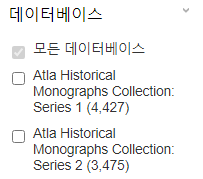 데이터베이스
모든 데이터베이스
Atla Historical
Monographs Collection:
Series 1 (4,427)
Atla Historical
Monographs Collection:
Series 2 (3,475)